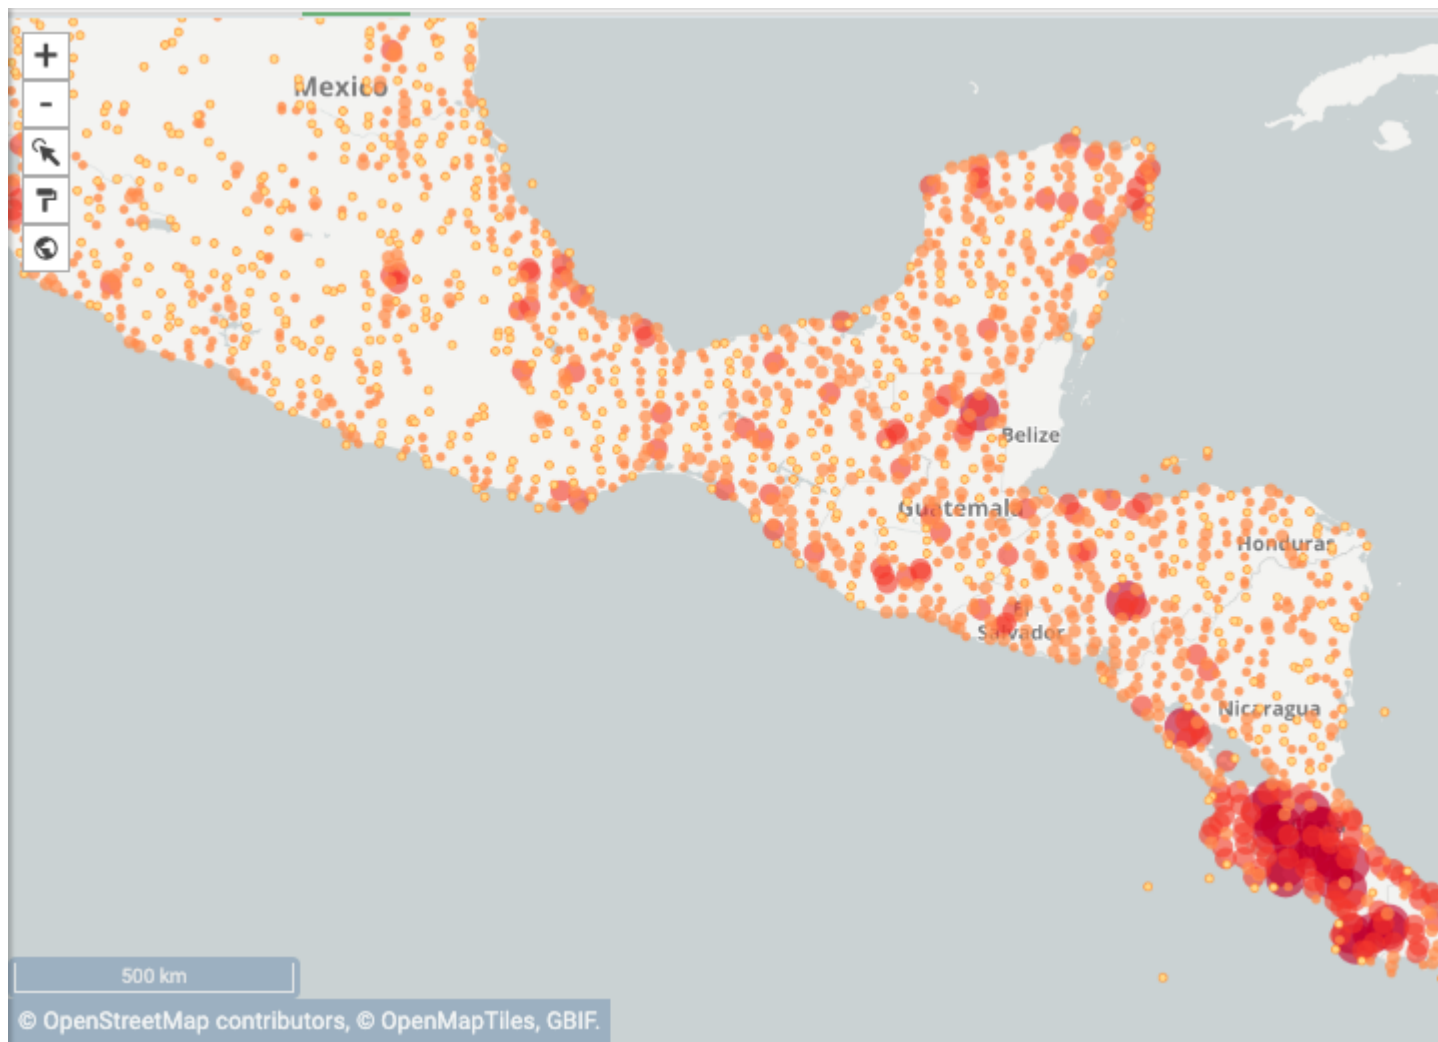 +
-
Mexico
Belize
Guatemala
Honduras
El
Salvador
Nicaragua
500 km
© OpenStreetMap contributors, © OpenMapTiles, GBIF.